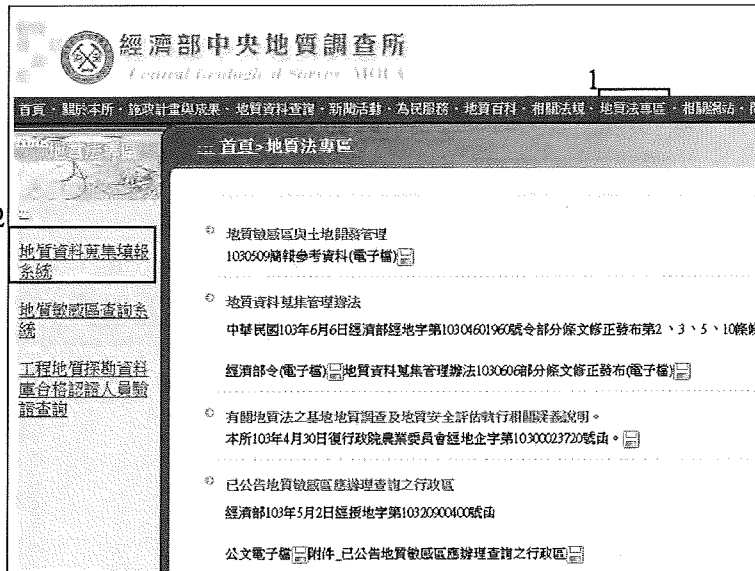 經濟部中央地質調查所
Central Geological Survey, MOEA
1
首頁・關於本所・施政計畫與成果・地質資料查詢・新聞活動・為民服務・地質百科・相關法規・地質法專區・相關網站・
地質法專區
::: 首頁>地質法專區
2
:::
地質資料蒐集填報
系統
地質敏感區查詢系
統
工程地質探勘資料
庫合格認證人員驗
證查詢
地質敏感區與土地開發管理
1030509簡報參考資料(電子檔)
地質資料蒐集管理辦法
中華民國103年6月6日經濟部經地字第10304601960號令部分條文修正發布第2、3、5、10條
經濟部令(電子檔) 地質資料蒐集管理辦法1030606部分條文修正發布(電子檔)
有關地質法之基地地質調查及地質安全評估執行相關疑義說明。
本所103年4月30日復行政院農業委員會經地企字第10300023720號函。
已公告地質敏感區應辦理查詢之行政區
經濟部103年5月2日經授地字第10320900400號函
公文電子檔 附件_已公告地質敏感區應辦理查詢之行政區